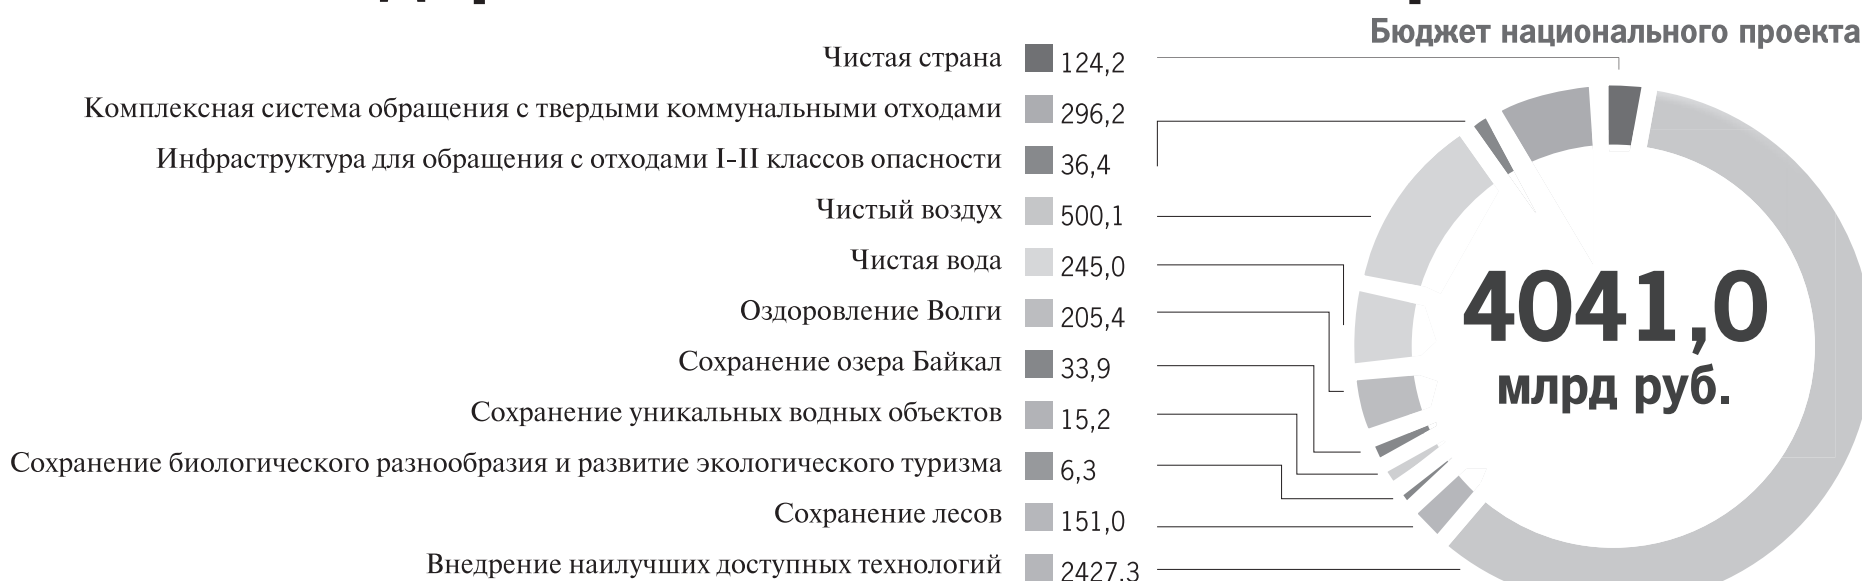 Бюджет национального проекта
Чистая страна 124,2
Комплексная система обращения с твердыми коммунальными отходами 296,2
Инфраструктура для обращения с отходами I-II классов опасности 36,4
Чистый воздух 500,1
Чистая вода 245,0
Оздоровление Волги 205,4
Сохранение озера Байкал 33,9
Сохранение уникальных водных объектов 15,2
Сохранение биологического разнообразия и развитие экологического туризма 6,3
Сохранение лесов 151,0
Внедрение наилучших доступных технологий 2427,3
4041,0
млрд руб.